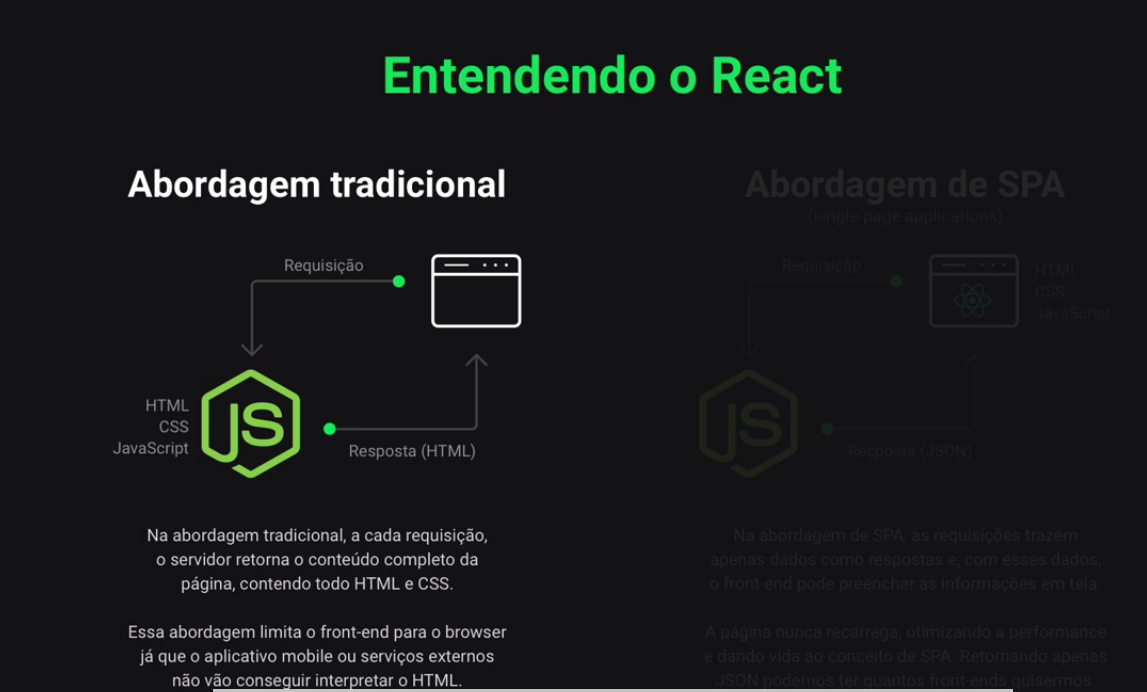 Entendendo o React
Abordagem tradicional
Requisição
HTML
CSS
JavaScript
JS
Resposta (HTML)
Na abordagem tradicional, a cada requisição,
o servidor retorna o conteúdo completo da
página, contendo todo HTML e CSS.
Essa abordagem limita o front-end para o browser
já que o aplicativo mobile ou serviços externos
não vão conseguir interpretar o HTML.
Abordagem de SPA
(single page applications)
Requisição
HTML
CSS
JavaScript
JS
Resposta (JSON)
Na abordagem de SPA, as requisições trazem
apenas dados como respostas e, com esses dados,
o front-end pode preencher as informações em tela.
A página nunca recarrega, otimizando a performance
e dando vida ao conceito de SPA. Retornando apenas
JSON podemos ter quantos front-ends quisermos.